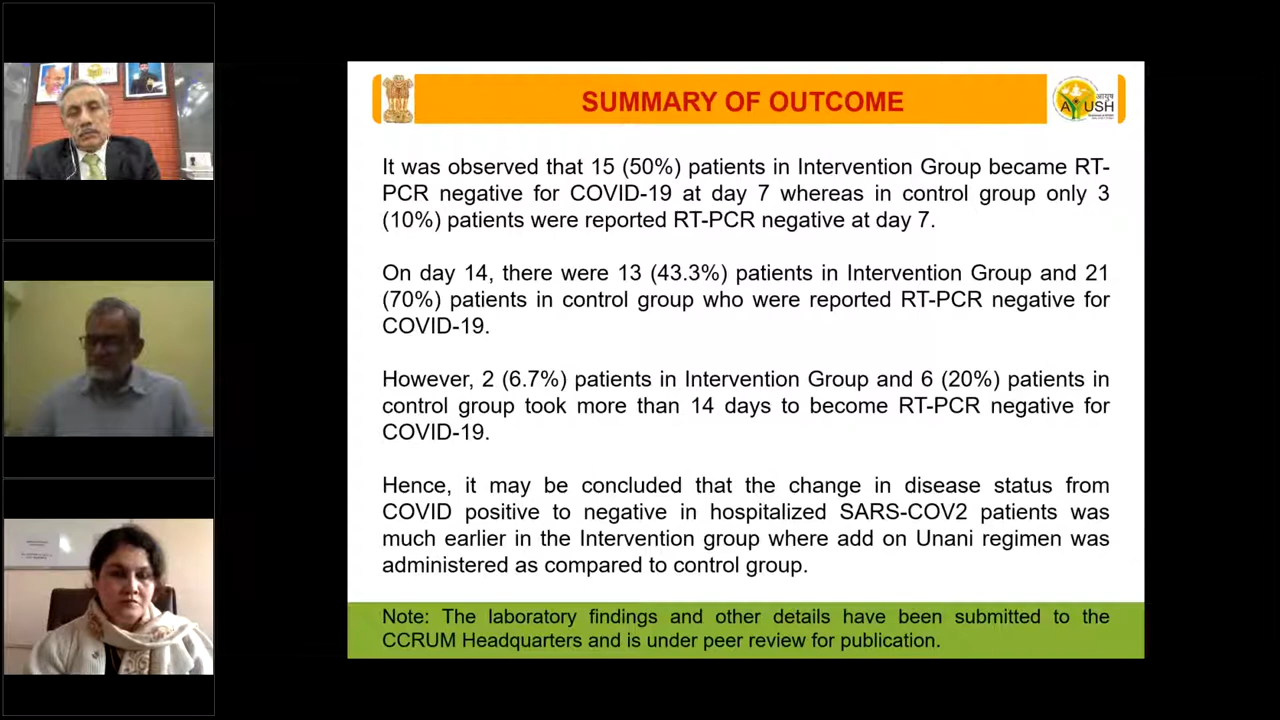 SUMMARY OF OUTCOME
आयुष
AYUSH
It was observed that 15 (50%) patients in Intervention Group became RT-
PCR negative for COVID-19 at day 7 whereas in control group only 3
(10%) patients were reported RT-PCR negative at day 7.
On day 14, there were 13 (43.3%) patients in Intervention Group and 21
(70%) patients in control group who were reported RT-PCR negative for
COVID-19.
However, 2 (6.7%) patients in Intervention Group and 6 (20%) patients in
control group took more than 14 days to become RT-PCR negative for
COVID-19.
Hence, it may be concluded that the change in disease status from
COVID positive to negative in hospitalized SARS-COV2 patients was
much earlier in the Intervention group where add on Unani regimen was
administered as compared to control group.
Note: The laboratory findings and other details have been submitted to the
CCRUM Headquarters and is under peer review for publication.